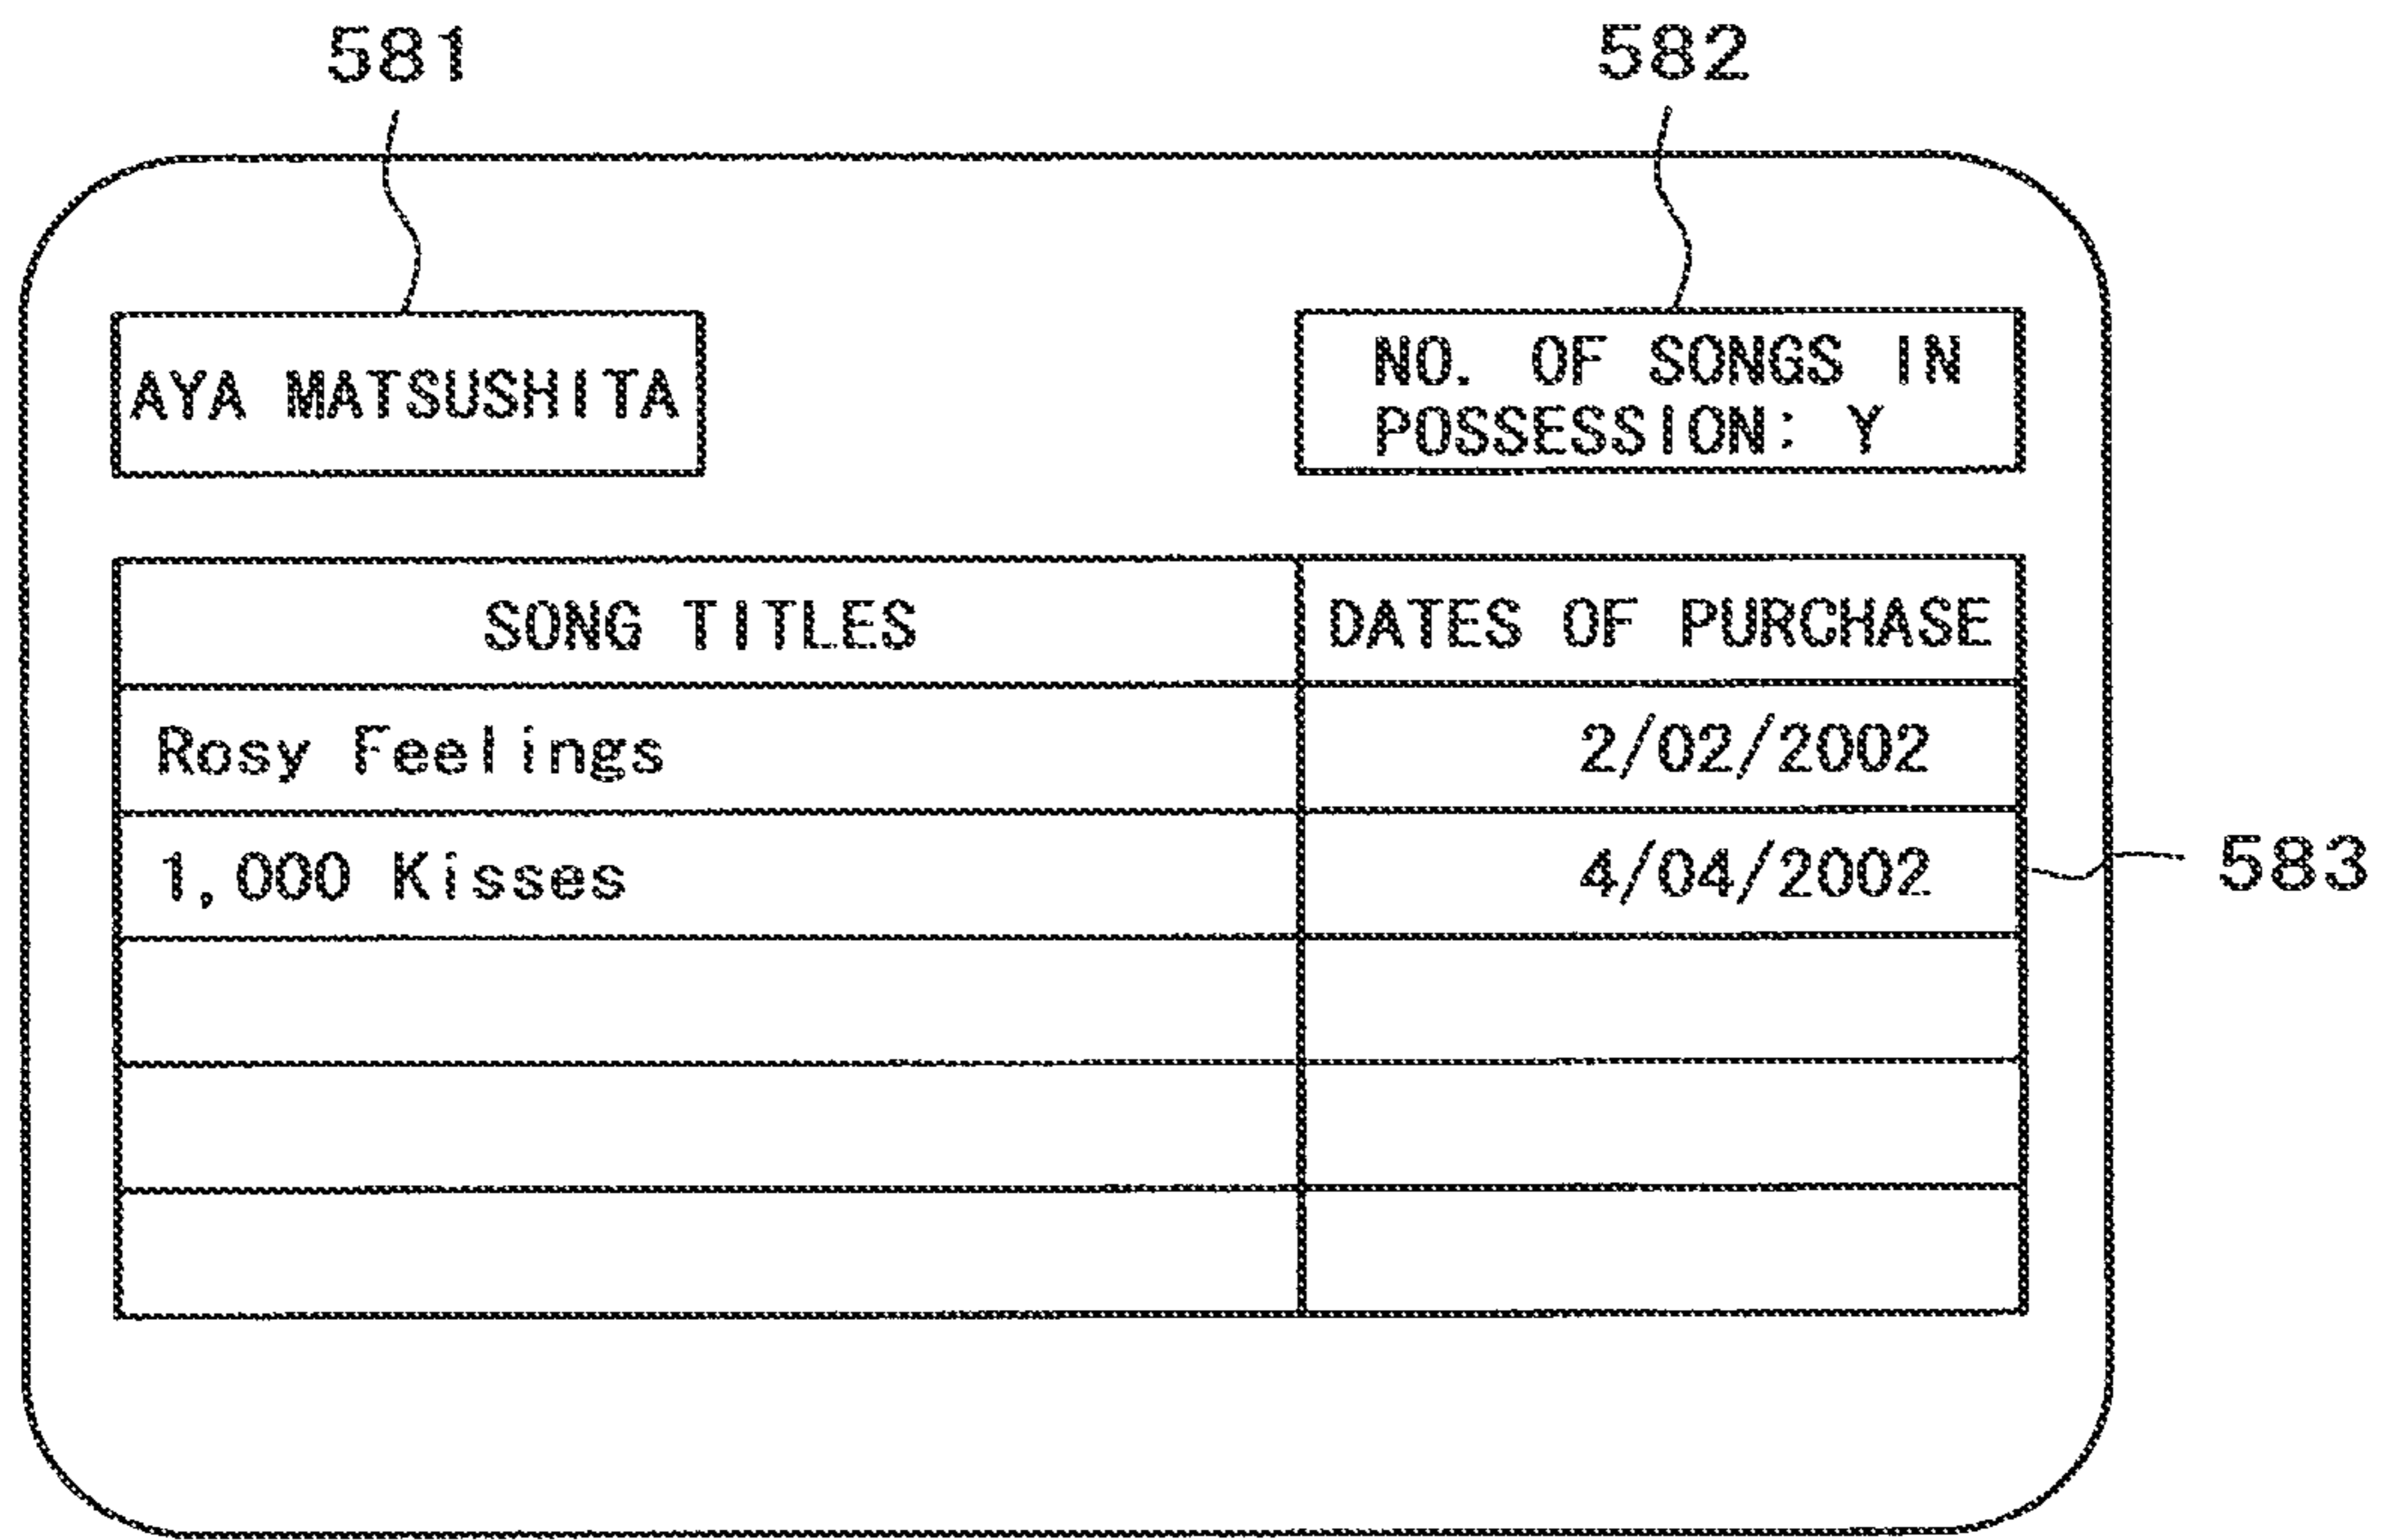 581
582
AYA MATSUSHITA
NO. OF SONGS IN
POSSESSION: Y
SONG TITLES
DATES OF PURCHASE
Rosy Feelings
2/02/2002
1,000 Kisses
4/04/2002
583